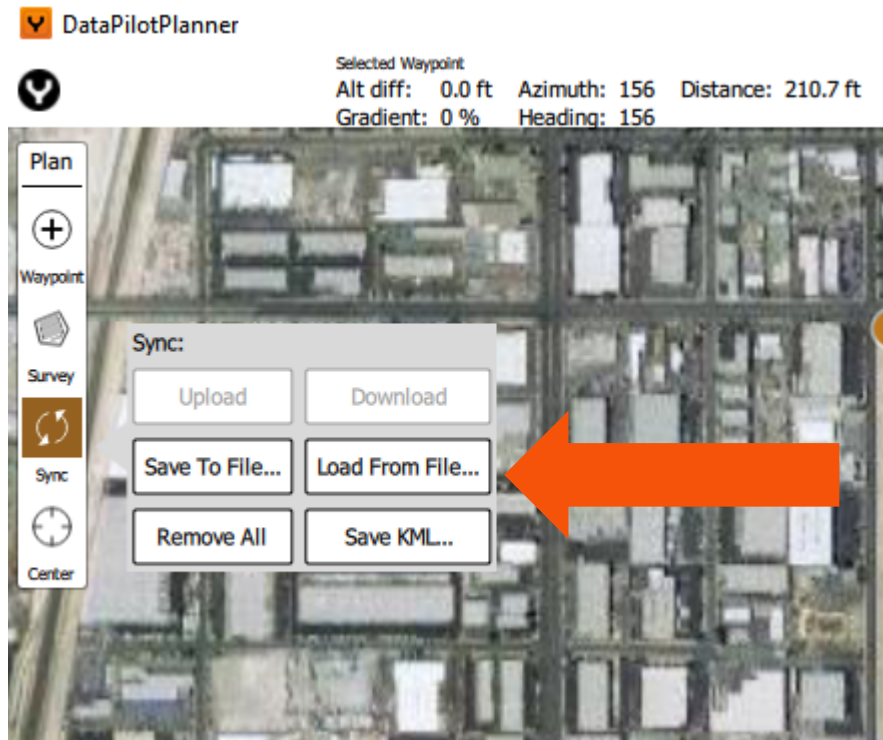 DataPilotPlanner
Selected Waypoint
Alt diff: 0.0 ft Azimuth: 156 Distance: 210.7 ft
Gradient: 0 % Heading: 156
Plan
Waypoint
Survey
Sync
Center
Sync:
Upload Download
Save To File... Load From File...
Remove All Save KML...